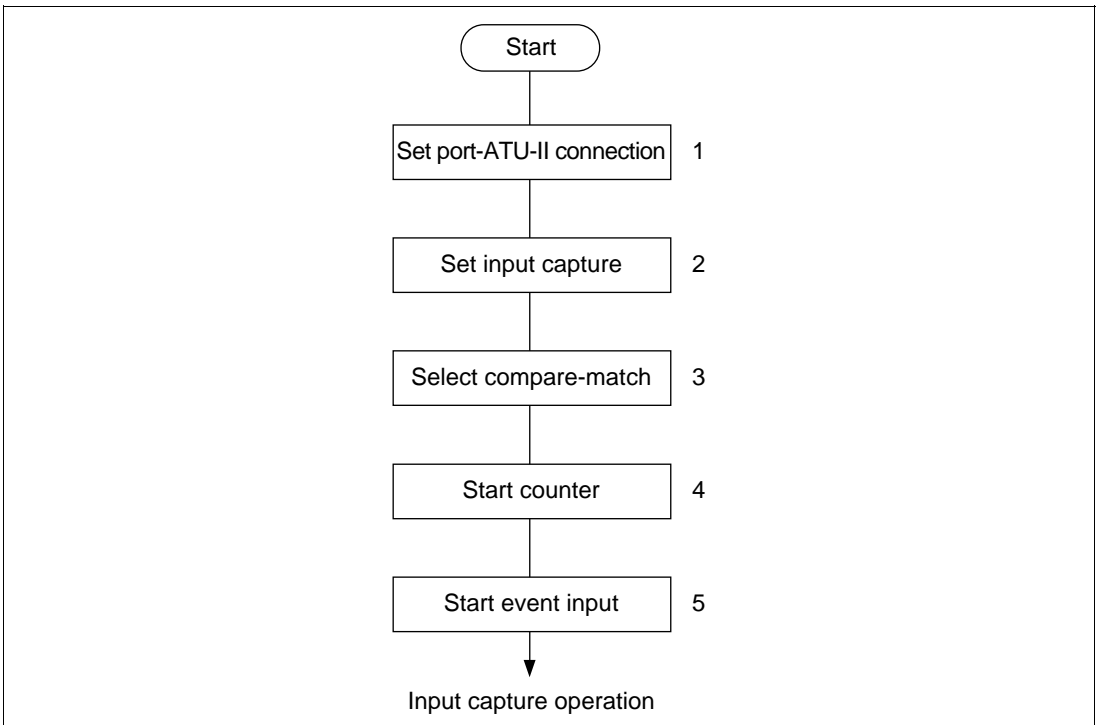 Start
Set port-ATU-II connection 1
Set input capture 2
Select compare-match 3
Start counter 4
Start event input 5
Input capture operation